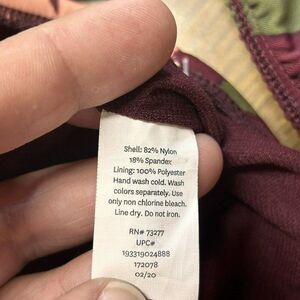 Shell: 82% Nylon
18% Spandex
Lining: 100% Polyester
Hand wash cold. Wash
colors separately. Use
only non chlorine bleach.
Line dry. Do not iron.
RN# 73277
UPC#
193319024888
172078
02/20